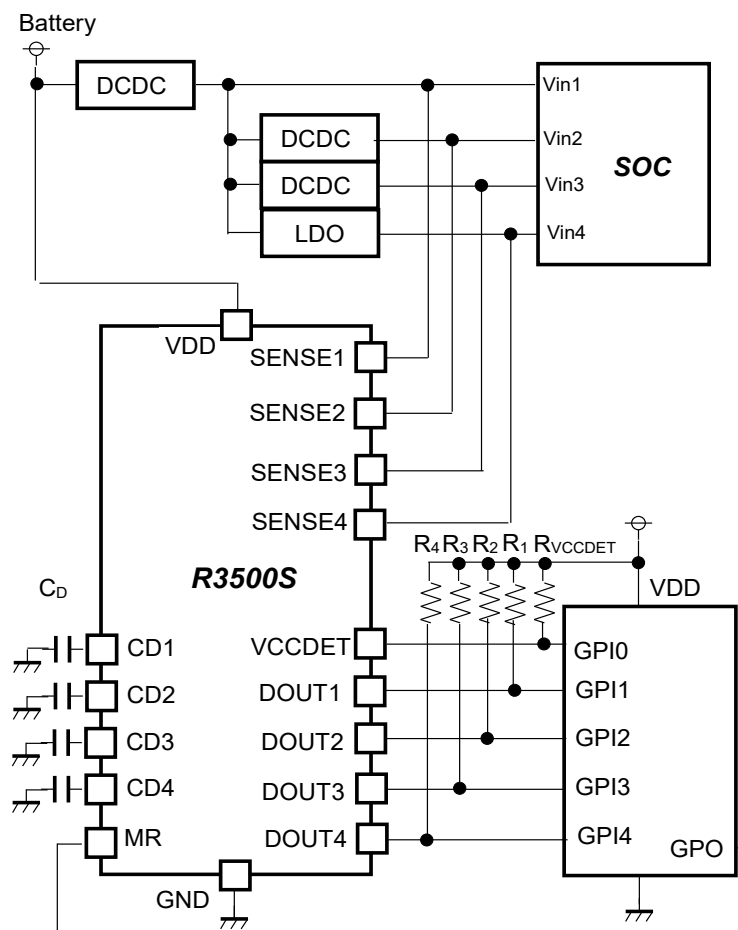 Battery
DCDC
Vin1
DCDC
Vin2
SOC
DCDC
Vin3
LDO
Vin4
VDD
SENSE1
SENSE2
SENSE3
SENSE4
R4 R3 R2 R1 RVCCDET
R3500S
CD
VDD
CD1
VCCDET
GPI0
CD2
DOUT1
GPI1
CD3
DOUT2
GPI2
CD4
DOUT3
GPI3
MR
DOUT4
GPI4
GPO
GND